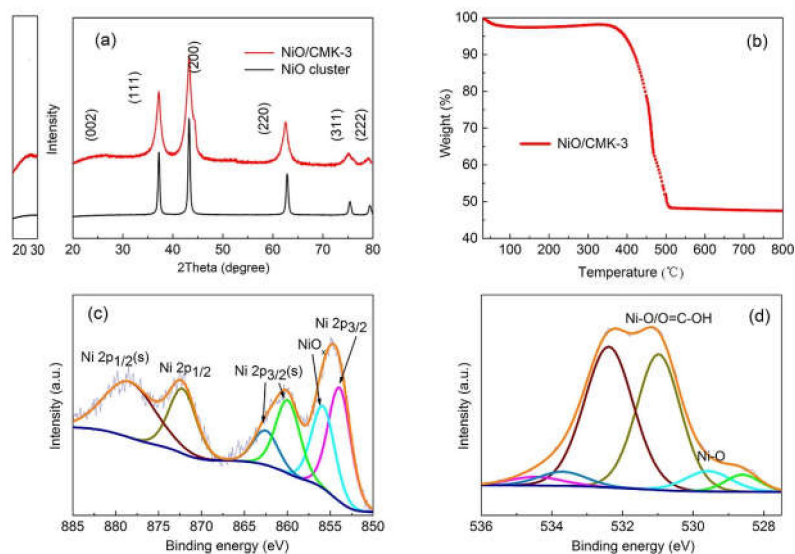 (a)
NiO/CMK-3
NiO cluster
(002)
(111)
(200)
(220)
(311)
(222)
Intensity
20 30
20 30 40 50 60 70 80
2Theta (degree)
(b)
100
90
80
70
60
50
40
Weight (%)
NiO/CMK-3
100 200 300 400 500 600 700 800
Temperature (℃)
(c)
Ni 2p1/2(s)
Ni 2p1/2
Ni 2p3/2(s)
NiOx
Ni 2p3/2
Intensity (a.u.)
885 880 875 870 865 860 855 850
Binding energy (eV)
(d)
Ni-O/O=C-OH
Ni-O
Intensity (a.u.)
536 534 532 530 528
Binding energy (eV)